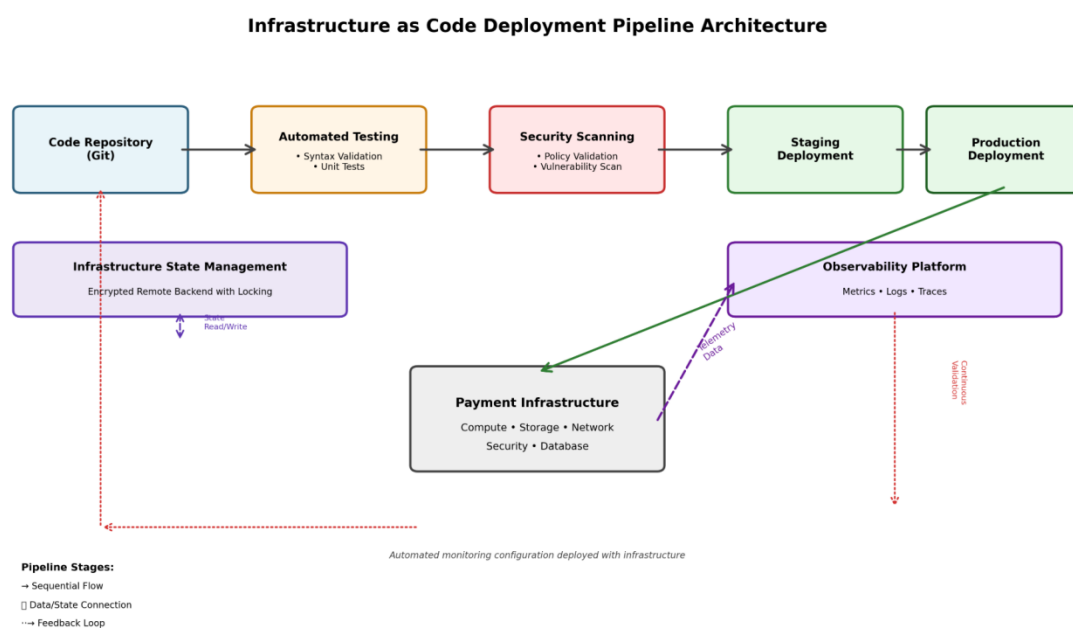 Infrastructure as Code Deployment Pipeline Architecture
Code Repository
(Git)
Automated Testing
• Syntax Validation
• Unit Tests
Security Scanning
• Policy Validation
• Vulnerability Scan
Staging
Deployment
Production
Deployment
Infrastructure State Management
Encrypted Remote Backend with Locking
State
Read/Write
Observability Platform
Metrics • Logs • Traces
Telemetry
Data
Continuous
Validation
Payment Infrastructure
Compute • Storage • Network
Security • Database
Automated monitoring configuration deployed with infrastructure
Pipeline Stages:
→ Sequential Flow
▯ Data/State Connection
··→ Feedback Loop